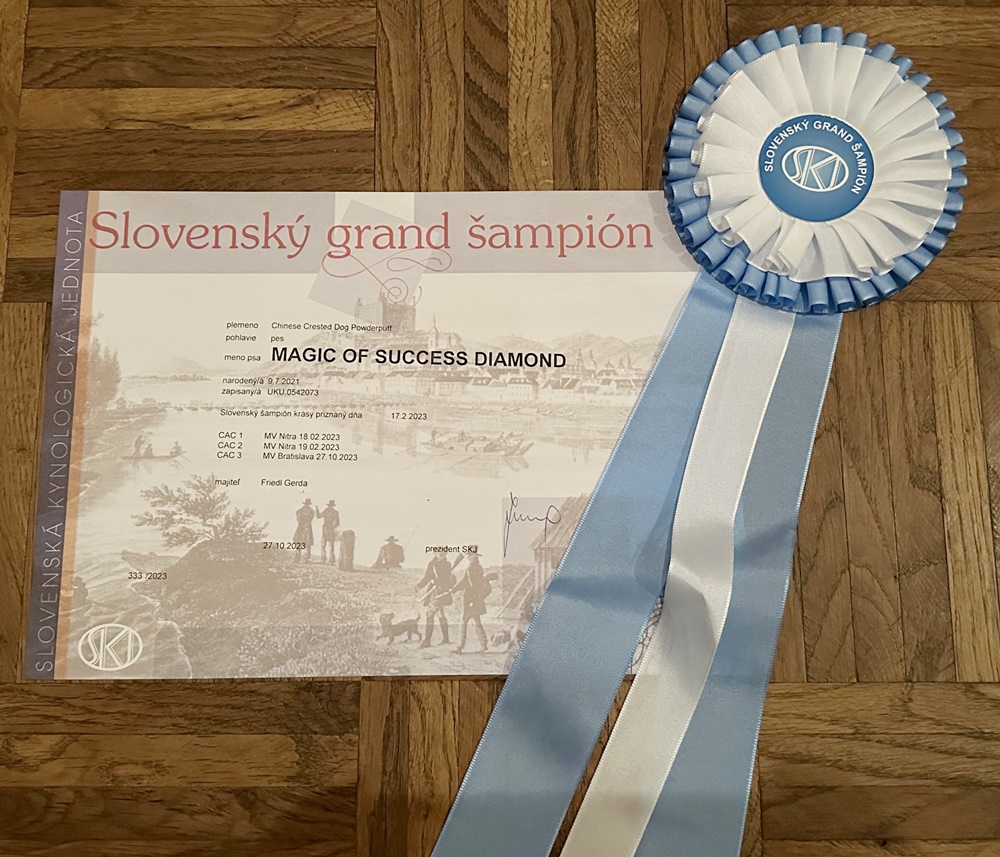 SLOVENSKÝ GRAND ŠAMPIÓN
SKJ
SLOVENSKÁ KYNOLOGICKÁ JEDNOTA
Slovenský grand šampión
plemeno Chinese Crested Dog Powderpuff
pohlavie pes
meno psa MAGIC OF SUCCESS DIAMOND
narodený/á 9.7.2021
zapísaný/á UKU.0542073
Slovenský šampión krásy priznaný dňa 17.2.2023
CAC 1 MV Nitra 18.02.2023
CAC 2 MV Nitra 19.02.2023
CAC 3 MV Bratislava 27.10.2023
majiteľ Friedl Gerda
27.10.2023 prezident SKJ
333 /2023
SKJ